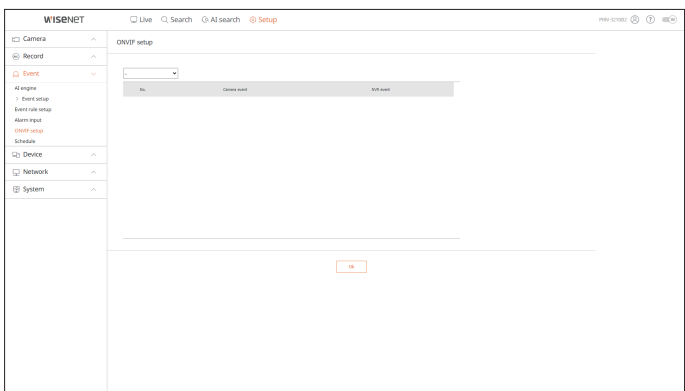 WISENET
Live Search AI search Setup
PRN-3210B2
Camera
Record
Event
AI engine
> Event setup
Event rule setup
Alarm input
ONVIF setup
Schedule
Device
Network
System
ONVIF setup
-
No. Camera event NVR event
Ok